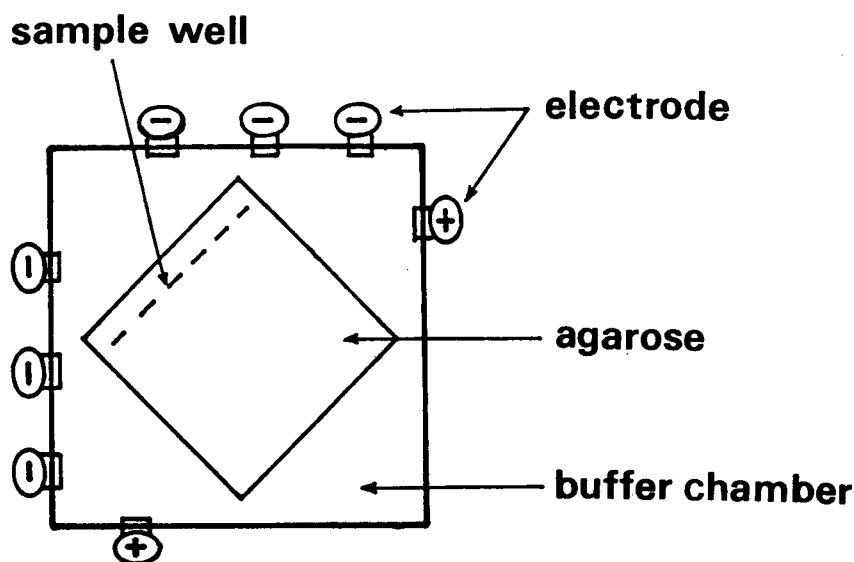 sample well
electrode
− − −
+
−
agarose
−
−
buffer chamber
+